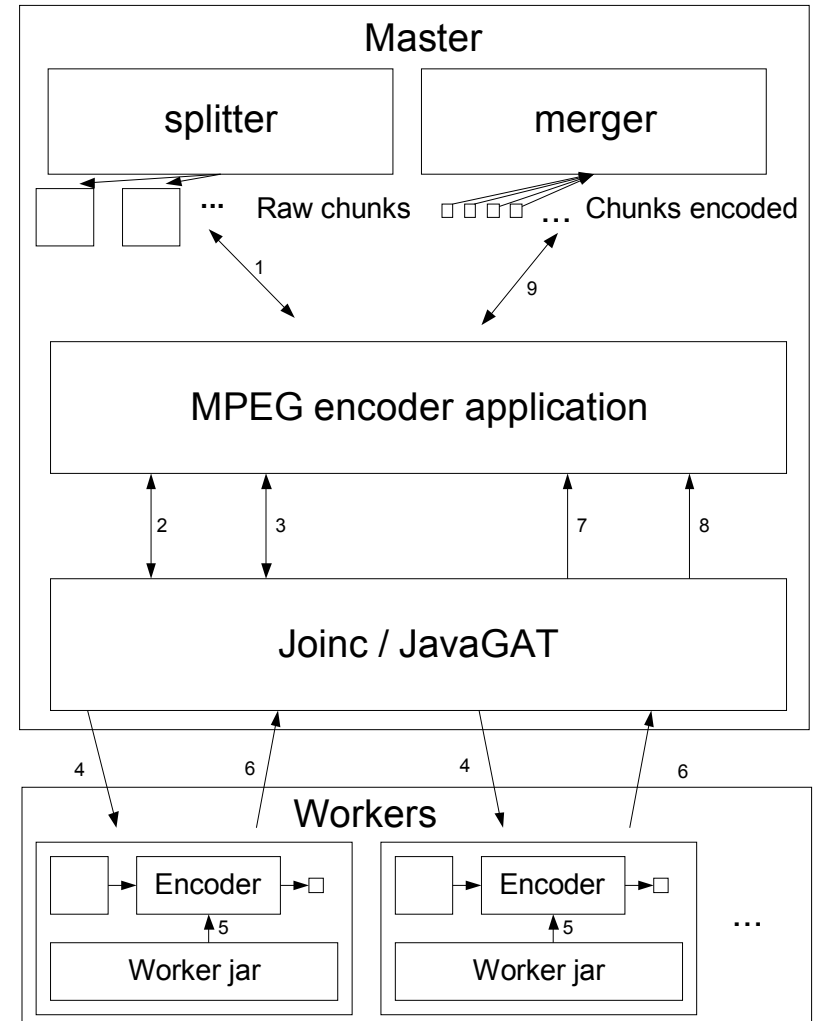 Master
splitter
merger
...
Raw chunks
...
Chunks encoded
1
9
MPEG encoder application
2
3
7
8
Joinc / JavaGAT
4
6
4
6
Workers
Encoder
Encoder
5
5
...
Worker jar
Worker jar